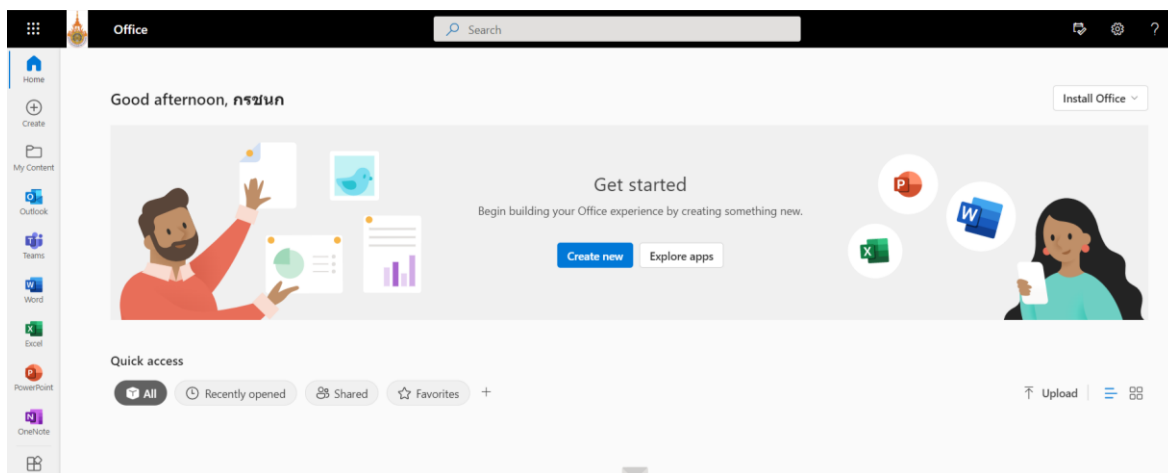 Office
Search
?
Home
Create
My Content
Outlook
Teams
Word
Excel
PowerPoint
OneNote
Good afternoon, กรชนก
Install Office
Get started
Begin building your Office experience by creating something new.
Create new
Explore apps
Quick access
All
Recently opened
Shared
Favorites
+
Upload